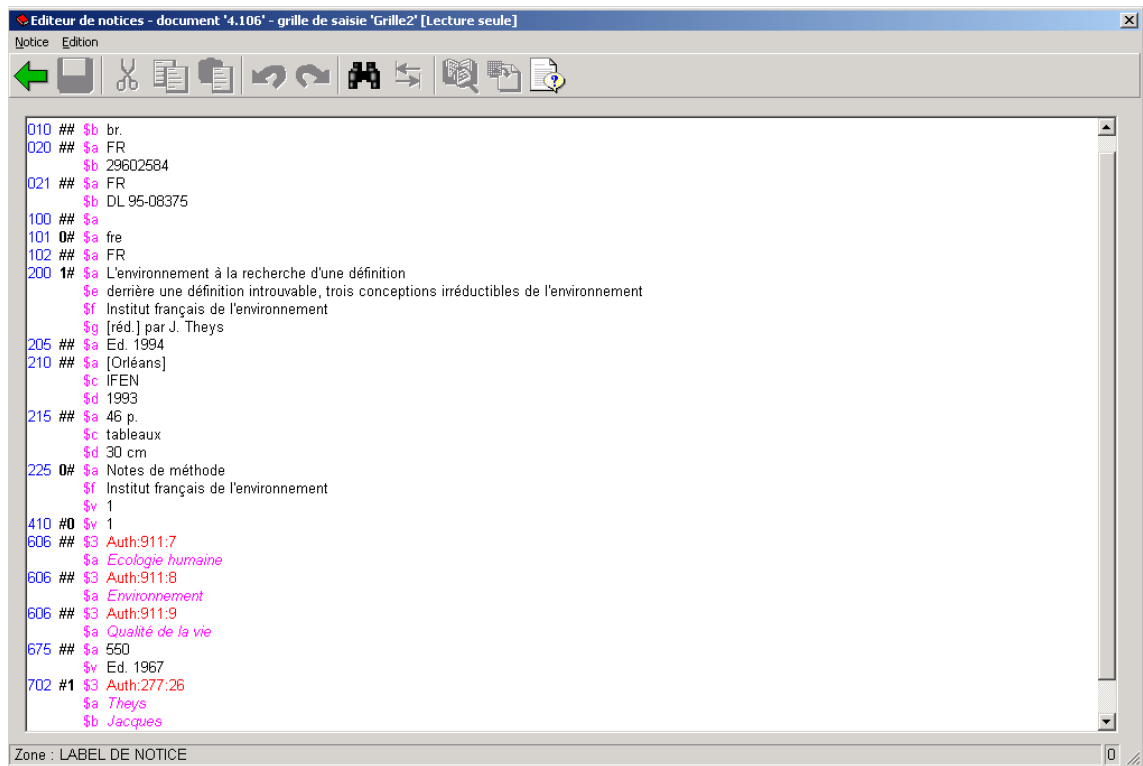 Editeur de notices - document '4.106' - grille de saisie 'Grille2' [Lecture seule]
Notice Edition
010 ## $b br.
020 ## $a FR
$b 29602584
021 ## $a FR
$b DL 95-08375
100 ## $a
101 0# $a fre
102 ## $a FR
200 1# $a L'environnement à la recherche d'une définition
$e derrière une définition introuvable, trois conceptions irréductibles de l'environnement
$f Institut français de l'environnement
$g [réd.] par J. Theys
205 ## $a Ed. 1994
210 ## $a [Orléans]
$c IFEN
$d 1993
215 ## $a 46 p.
$c tableaux
$d 30 cm
225 0# $a Notes de méthode
$f Institut français de l'environnement
$v 1
410 #0 $v 1
606 ## $3 Auth:911:7
$a Ecologie humaine
606 ## $3 Auth:911:8
$a Environnement
606 ## $3 Auth:911:9
$a Qualité de la vie
675 ## $a 550
$v Ed. 1967
702 #1 $3 Auth:277:26
$a Theys
$b Jacques
Zone : LABEL DE NOTICE 0